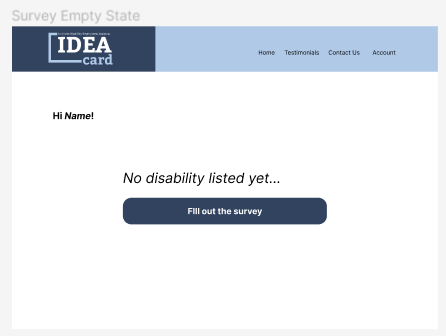 Survey Empty State
IDEA
card
Home Testimonials Contact Us Account
Hi Name!
No disability listed yet...
FIll out the survey